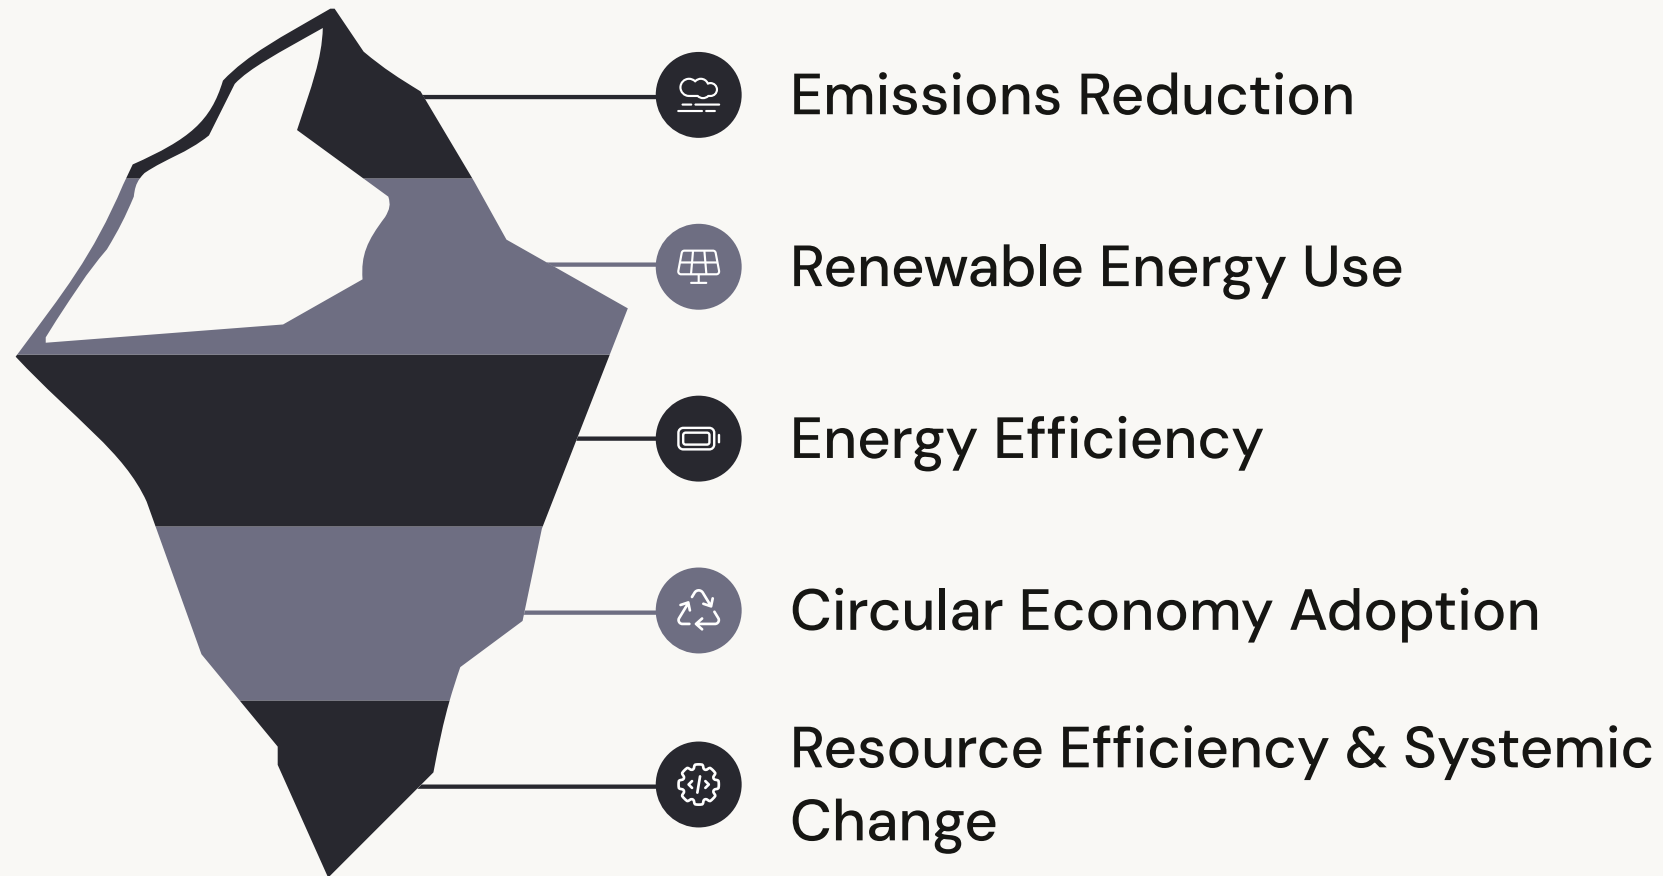 Emissions Reduction
Renewable Energy Use
Energy Efficiency
Circular Economy Adoption
Resource Efficiency & Systemic
Change